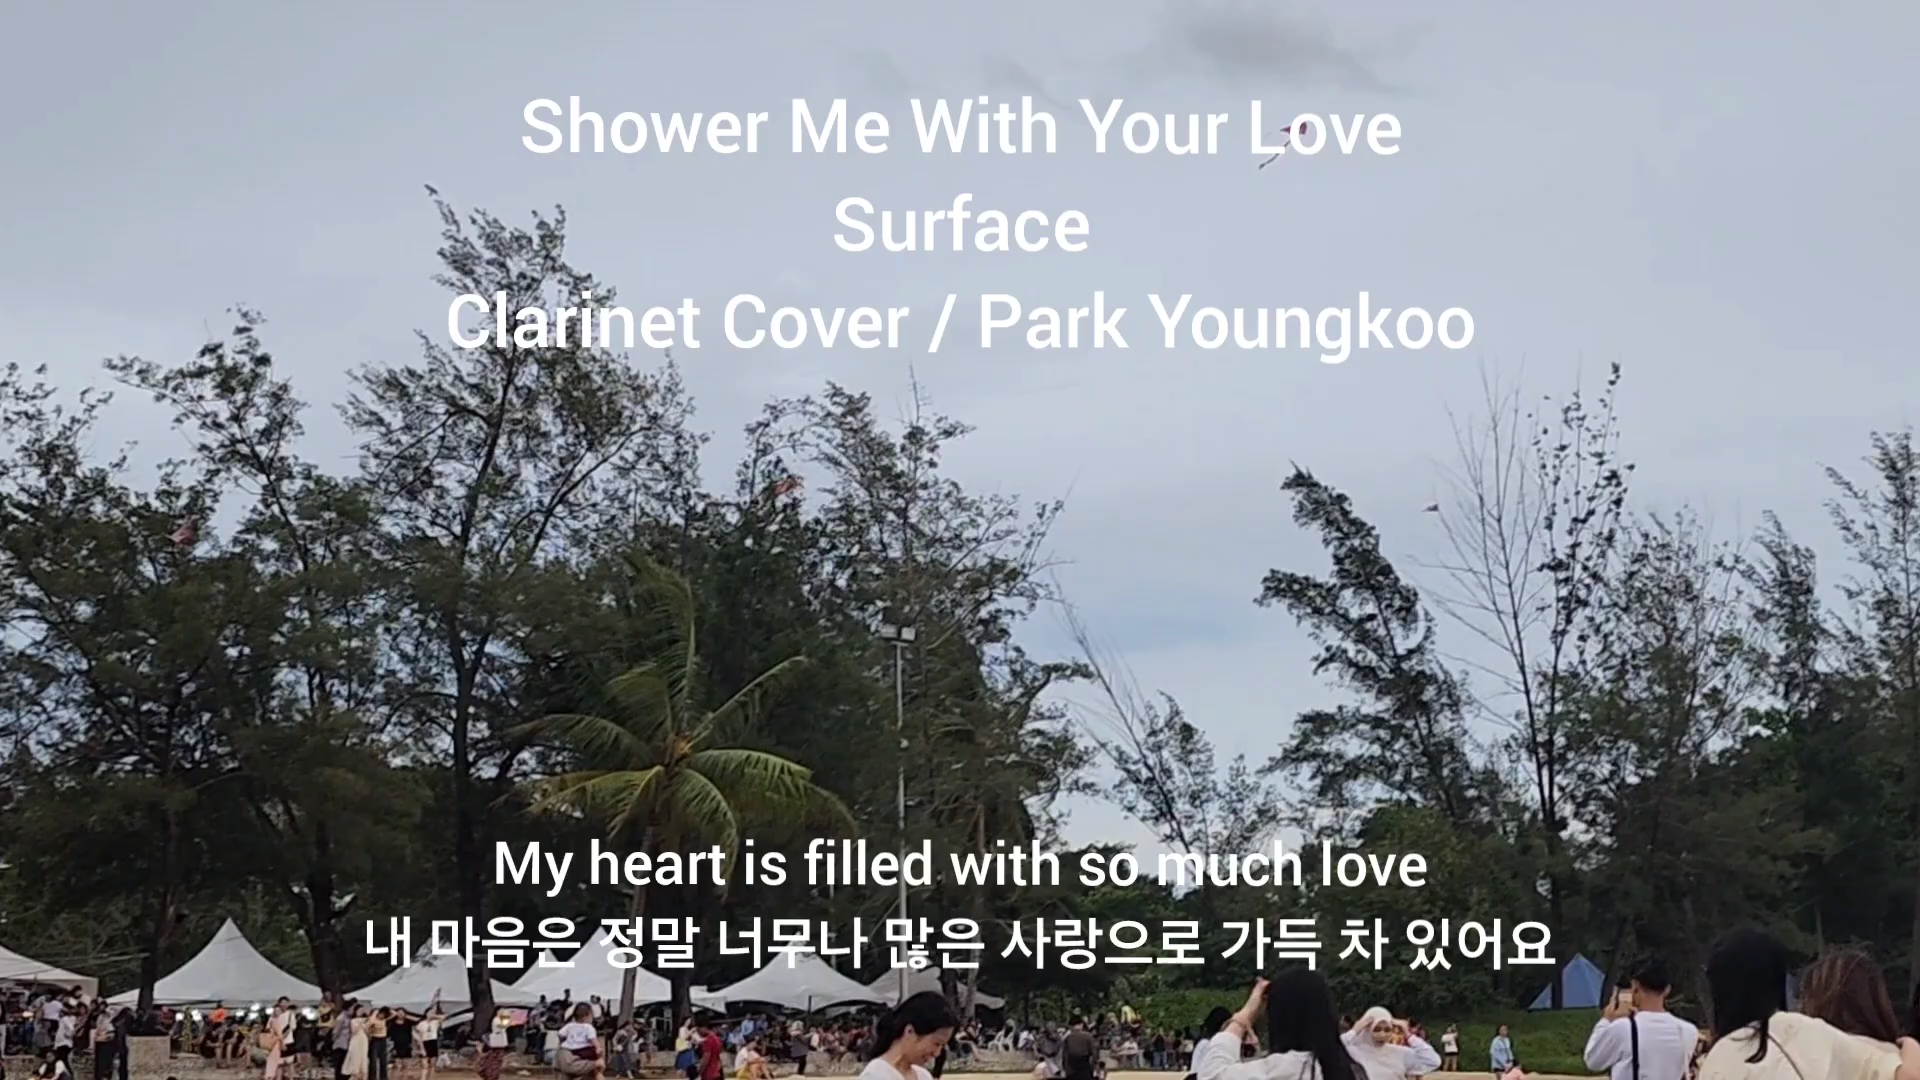 Shower Me With Your Love
Surface
Clarinet Cover / Park Youngkoo
My heart is filled with so much love
내 마음은 정말 너무나 많은 사랑으로 가득 차 있어요